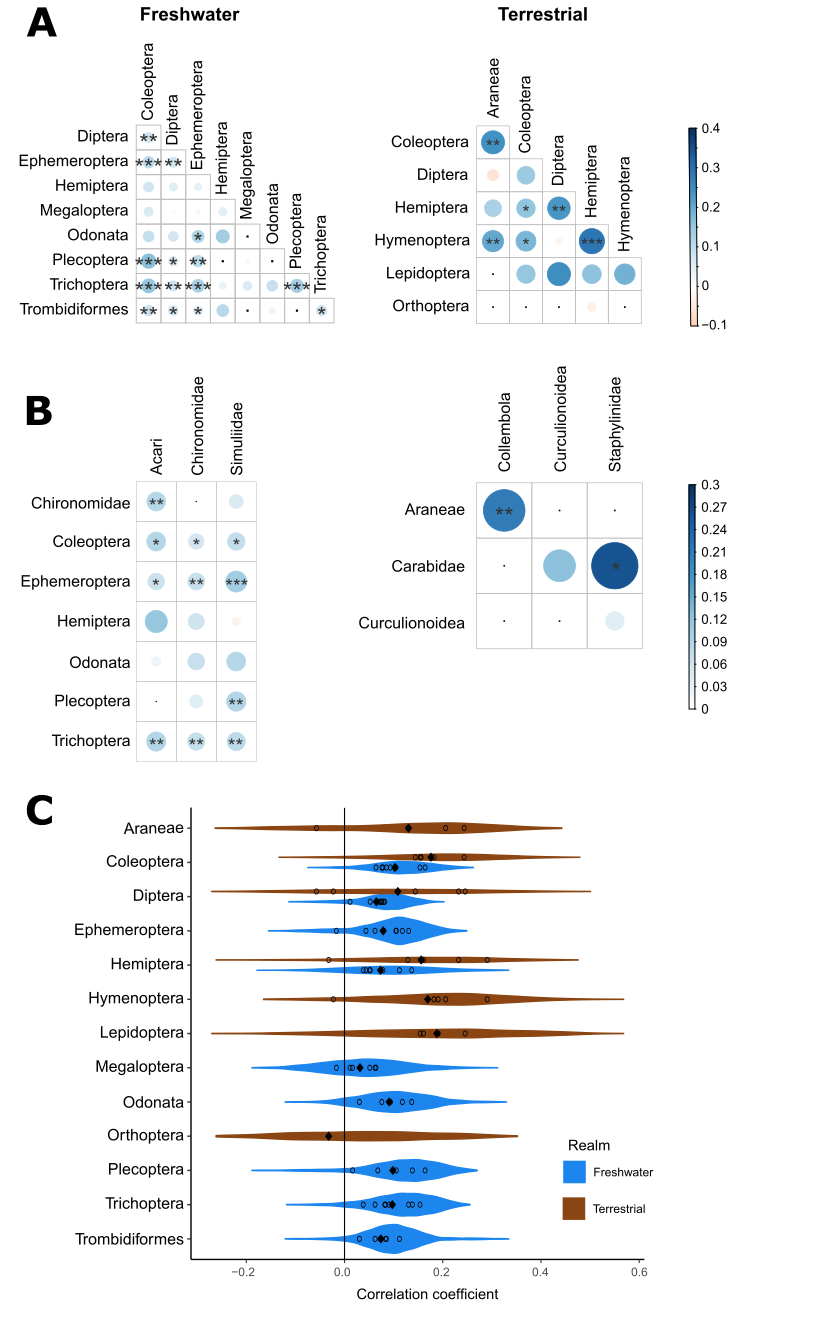 A
Freshwater
Terrestrial
Coleoptera
Diptera
Ephemeroptera
Hemiptera
Megaloptera
Odonata
Plecoptera
Trichoptera
Diptera **
Ephemeroptera *** **
Hemiptera
Megaloptera
Odonata *
Plecoptera *** * **
Trichoptera *** ** *** ***
Trombidiformes ** * * *
Araneae
Coleoptera
Diptera
Hemiptera
Hymenoptera
Coleoptera **
Diptera
Hemiptera * **
Hymenoptera ** * ***
Lepidoptera
Orthoptera
0.4
0.3
0.2
0.1
0
−0.1
B
Acari
Chironomidae
Simuliidae
Chironomidae **
Coleoptera * * *
Ephemeroptera * ** ***
Hemiptera
Odonata
Plecoptera **
Trichoptera ** ** **
Collembola
Curculionoidea
Staphylinidae
Araneae **
Carabidae *
Curculionoidea
0.3
0.27
0.24
0.21
0.18
0.15
0.12
0.09
0.06
0.03
0
C
Araneae
Coleoptera
Diptera
Ephemeroptera
Hemiptera
Hymenoptera
Lepidoptera
Megaloptera
Odonata
Orthoptera
Plecoptera
Trichoptera
Trombidiformes
Realm
Freshwater
Terrestrial
−0.2 0.0 0.2 0.4 0.6
Correlation coefficient